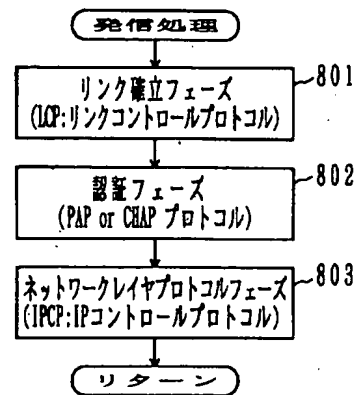 発信処理
リンク確立フェーズ
(LCP:リンクコントロールプロトコル)
801
認証フェーズ
(PAP or CHAP プロトコル)
802
ネットワークレイヤプロトコルフェーズ
(IPCP:IPコントロールプロトコル)
803
リターン